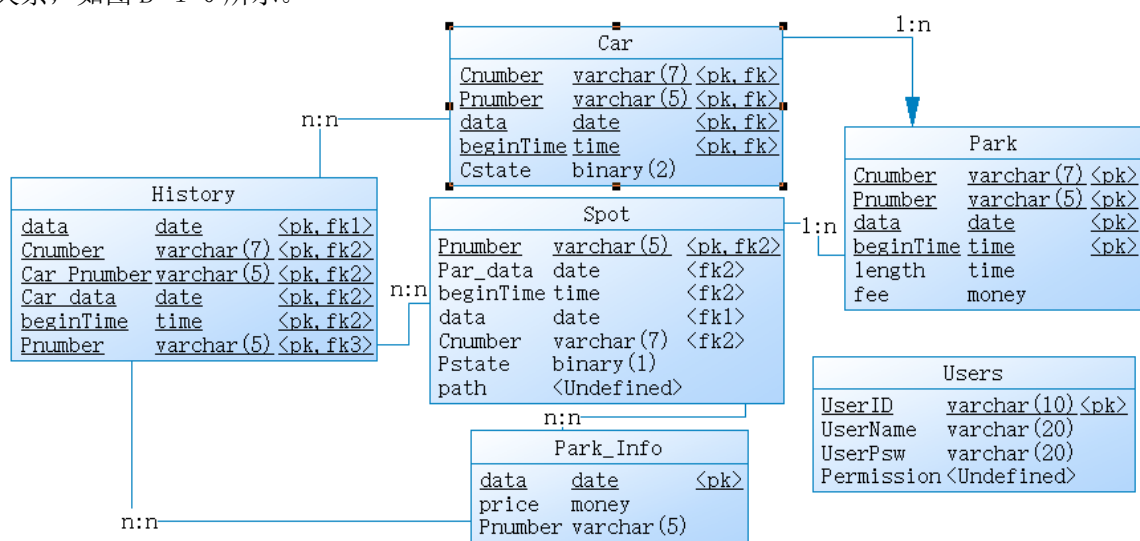 1:n
Car
Cnumber varchar(7) <pk,fk>
Pnumber varchar(5) <pk,fk>
data date <pk,fk>
beginTime time <pk,fk>
Cstate binary(2)
n:n
Park
Cnumber varchar(7) <pk>
Pnumber varchar(5) <pk>
data date <pk>
beginTime time <pk>
length time
fee money
History
data date <pk,fk1>
Cnumber varchar(7) <pk,fk2>
Car_Pnumber varchar(5) <pk,fk2>
Car_data date <pk,fk2>
beginTime time <pk,fk2>
Pnumber varchar(5) <pk,fk3>
Spot
Pnumber varchar(5) <pk,fk2>
Par_data date <fk2>
beginTime time <fk2>
data date <fk1>
Cnumber varchar(7) <fk2>
Pstate binary(1)
path <Undefined>
1:n
n:n
Users
UserID varchar(10) <pk>
UserName varchar(20)
UserPsw varchar(20)
Permission <Undefined>
n:n
Park_Info
data date <pk>
price money
Pnumber varchar(5)
n:n